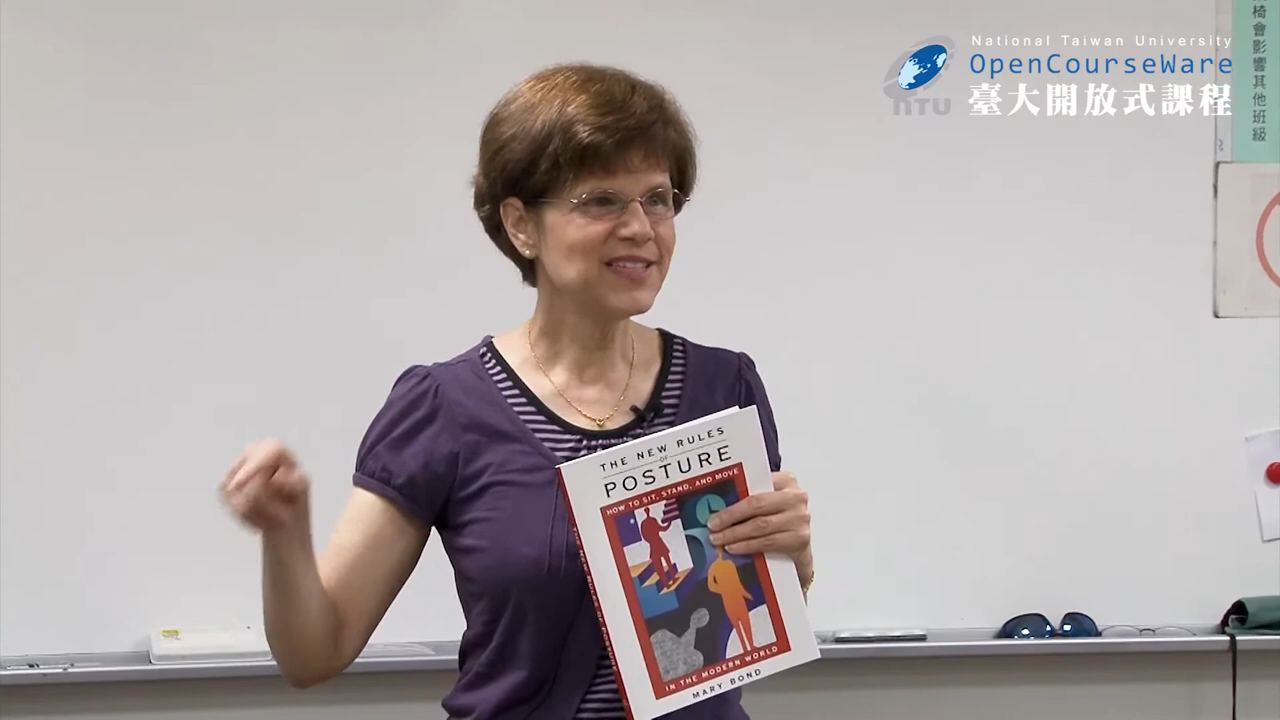 National Taiwan University
OpenCourseWare
臺大開放式課程
NTU
椅會影響其他班級
THE NEW RULES
OF
POSTURE
HOW TO SIT, STAND, AND MOVE
IN THE MODERN WORLD
MARY BOND